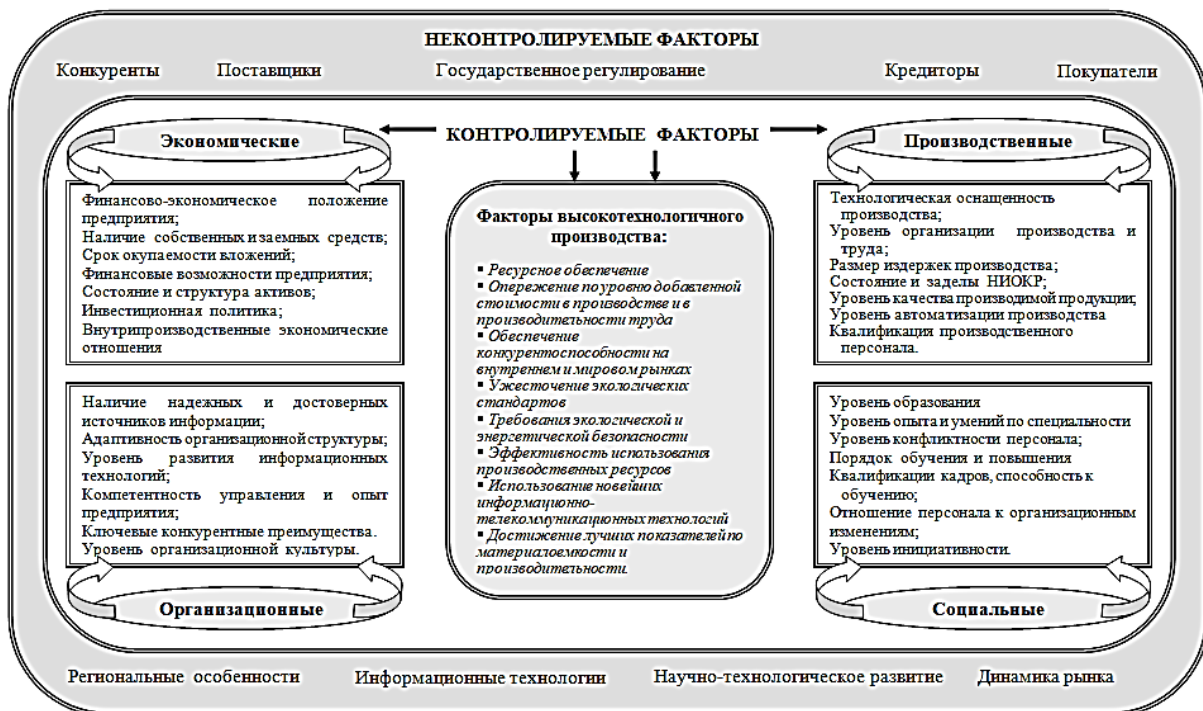 НЕКОНТРОЛИРУЕМЫЕ ФАКТОРЫ
Конкуренты Поставщики Государственное регулирование Кредиторы Покупатели
КОНТРОЛИРУЕМЫЕ ФАКТОРЫ
Экономические
Финансово-экономическое положение
предприятия;
Наличие собственных и заемных средств;
Срок окупаемости вложений;
Финансовые возможности предприятия;
Состояние и структура активов;
Инвестиционная политика;
Внутрипроизводственные экономические
отношения
Наличие надежных и достоверных
источников информации;
Адаптивность организационной структуры;
Уровень развития информационных
технологий;
Компетентность управления и опыт
предприятия;
Ключевые конкурентные преимущества.
Уровень организационной культуры.
Организационные
Факторы высокотехнологичного
производства:
▪ Ресурсное обеспечение
▪ Опережение по уровню добавленной
стоимости в производстве и в
производительности труда
▪ Обеспечение
конкурентоспособности на
внутреннем и мировом рынках
▪ Ужесточение экологических
стандартов
▪ Требования экологической и
энергетической безопасности
▪ Эффективность использования
производственных ресурсов
▪ Использование новейших
информационно-
телекоммуникационных технологий
▪ Достижение лучших показателей по
материалоемкости и
производительности.
Производственные
Технологическая оснащенность
производства;
Уровень организации производства и
труда;
Размер издержек производства;
Состояние и заделы НИОКР;
Уровень качества производимой продукции;
Уровень автоматизации производства
Квалификация производственного
персонала.
Уровень образования
Уровень опыта и умений по специальности
Уровень конфликтности персонала;
Порядок обучения и повышения
Квалификации кадров, способность к
обучению;
Отношение персонала к организационным
изменениям;
Уровень инициативности.
Социальные
Региональные особенности Информационные технологии Научно-технологическое развитие Динамика рынка